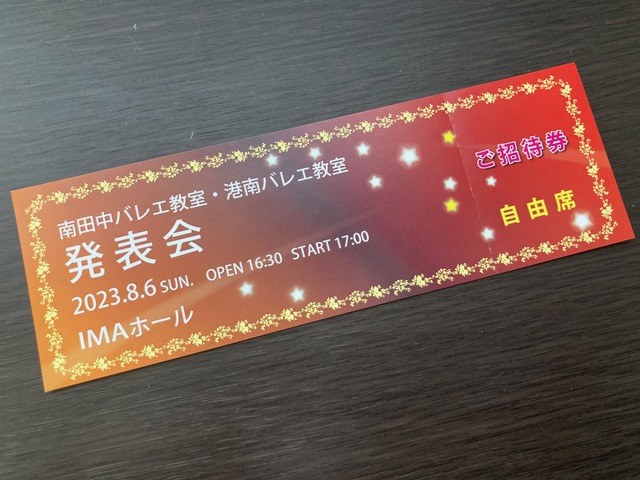 南田中バレエ教室・港南バレエ教室
発表会
2023.8.6 SUN. OPEN 16:30 START 17:00
IMAホール
ご招待券
自由席